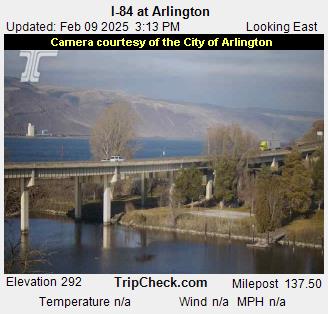 I-84 at Arlington
Updated: Feb 09 2025 3:13 PM Looking East
Camera courtesy of the City of Arlington
Elevation 292 TripCheck.com Milepost 137.50
Temperature n/a Wind n/a MPH n/a